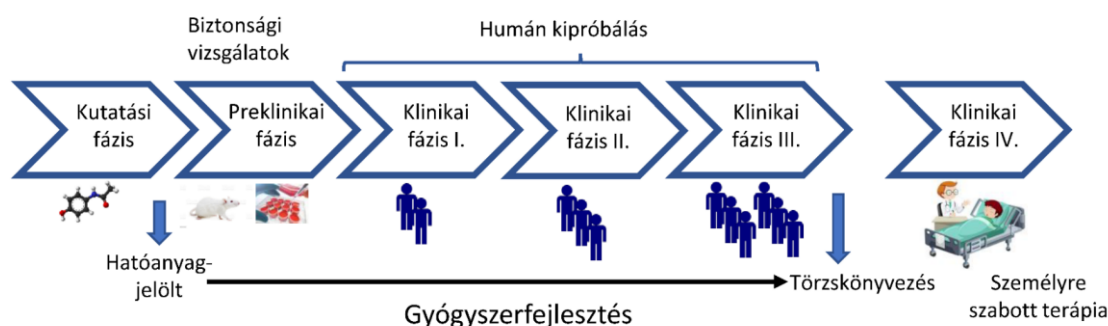 Biztonsági
vizsgálatok
Humán kipróbálás
Kutatási
fázis
Preklinikai
fázis
Klinikai
fázis I.
Klinikai
fázis II.
Klinikai
fázis III.
Klinikai
fázis IV.
Hatóanyag-
jelölt
Törzskönyvezés
Személyre
szabott terápia
Gyógyszerfejlesztés